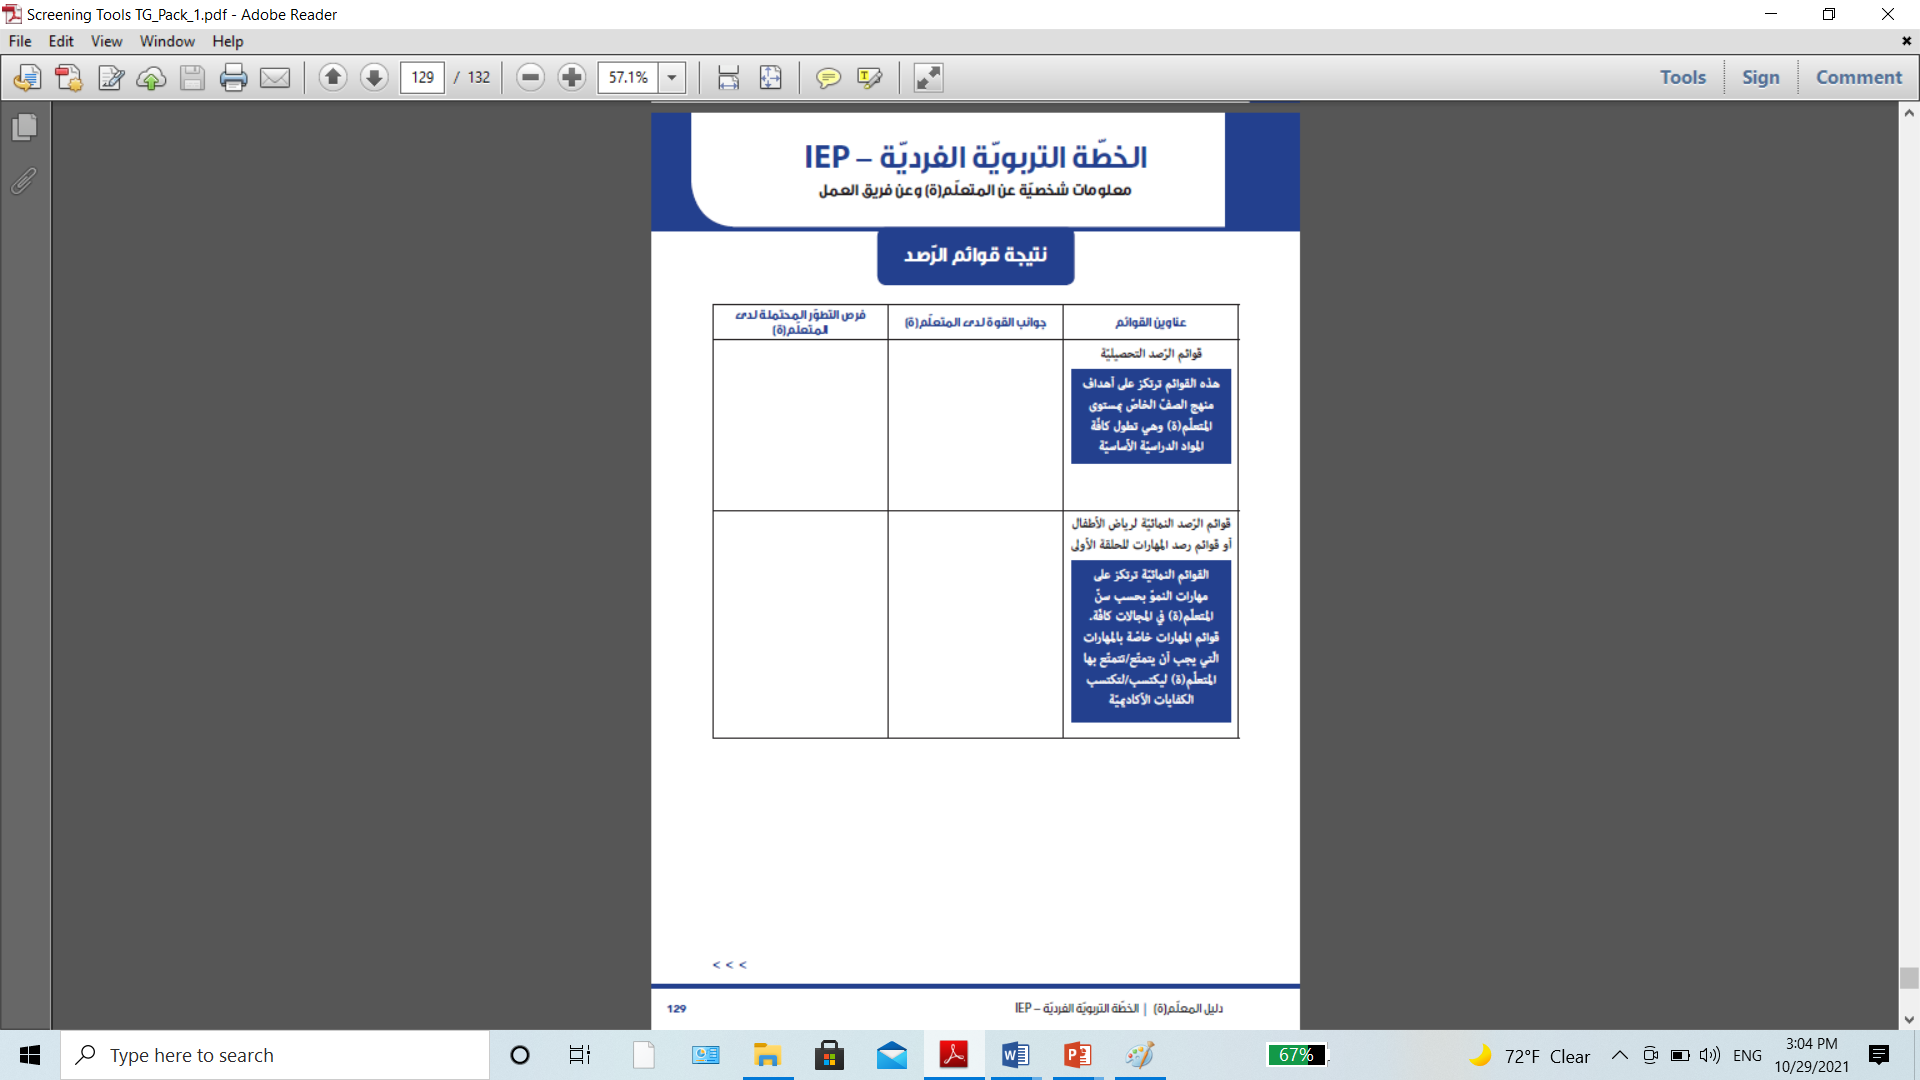 Screening Tools TG_Pack_1.pdf - Adobe Reader
File Edit View Window Help
129 / 132 57.1% Tools Sign Comment
الخطّة التربويّة الفرديّة – IEP
معلومات شخصيّة عن المتعلّم(ة) وعن فريق العمل
نتيجة قوائم الرّصد
عناوين القوائم
جوانب القوة لدى المتعلّم(ة)
فرص التطوّر المحتملة لدى
المتعلّم(ة)
قوائم الرّصد التحصيليّة
هذه القوائم ترتكز على أهداف
منهج الصفّ الخاصّ بمستوى
المتعلّم(ة) وهي تطول كافّة
المواد الدراسيّة الأساسيّة
قوائم الرّصد النمائيّة لرياض الأطفال
أو قوائم رصد المهارات للحلقة الأولى
القوائم النمائيّة ترتكز على
مهارات النموّ بحسب سنّ
المتعلّم(ة) في المجالات كافّة.
قوائم المهارات خاصّة بالمهارات
الّتي يجب أن يتمتّع/تتمتّع بها
المتعلّم(ة) ليكتسب/لتكتسب
الكفايات الأكاديميّة
< < <
دليل المعلّم(ة) | الخطّة التربويّة الفرديّة – IEP
129
Type here to search
67%
72°F Clear
ENG
3:04 PM
10/29/2021